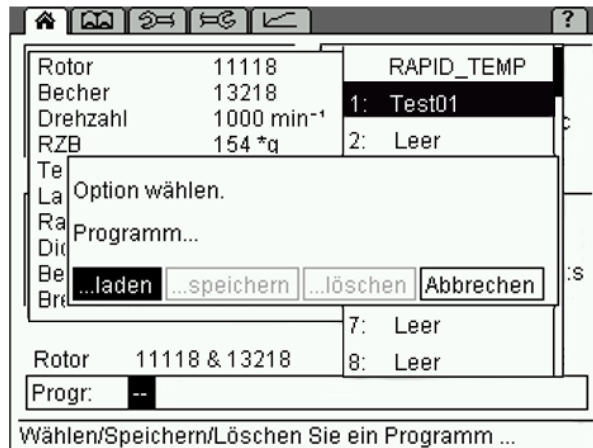 ?
Rotor 11118
Becher 13218
Drehzahl 1000 min⁻¹
RZB 154 *g
RAPID_TEMP
1: Test01
2: Leer
Option wählen.
Programm...
...laden ...speichern ...löschen Abbrechen
7: Leer
8: Leer
Rotor 11118 & 13218
Progr: --
Wählen/Speichern/Löschen Sie ein Programm ...